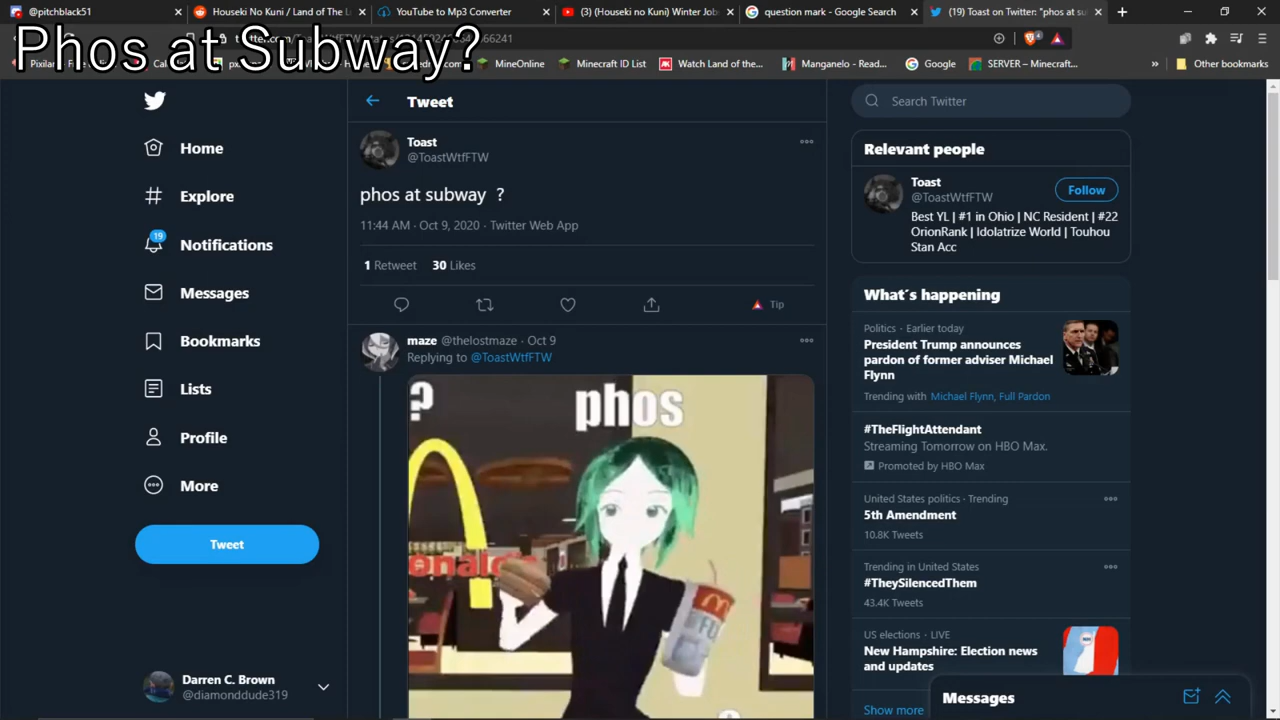 @pitchblack51
Houseki No Kuni / Land of The L
YouTube to Mp3 Converter
(3) (Houseki no Kuni) Winter Job
question mark - Google Search
(19) Toast on Twitter: "phos at su
Phos at Subway?
MineOnline
Minecraft ID List
Watch Land of the...
Manganelo - Read...
Google
SERVER – Minecraft...
»
Other bookmarks
Tweet
Search Twitter
Home
Explore
19
Notifications
Messages
Bookmarks
Lists
Profile
More
Tweet
Darren C. Brown
@diamonddude319
Toast
@ToastWtfFTW
phos at subway ?
11:44 AM · Oct 9, 2020 · Twitter Web App
1 Retweet 30 Likes
Tip
maze @thelostmaze · Oct 9
Replying to @ToastWtfFTW
? phos
onald's
Relevant people
Toast
@ToastWtfFTW
Follow
Best YL | #1 in Ohio | NC Resident | #22
OrionRank | Idolatrize World | Touhou
Stan Acc
What's happening
Politics · Earlier today
President Trump announces
pardon of former adviser Michael
Flynn
Trending with Michael Flynn, Full Pardon
#TheFlightAttendant
Streaming Tomorrow on HBO Max.
Promoted by HBO Max
United States politics · Trending
5th Amendment
10.8K Tweets
Trending in United States
#TheySilencedThem
43.4K Tweets
US elections · LIVE
New Hampshire: Election news
and updates
Show more
Messages